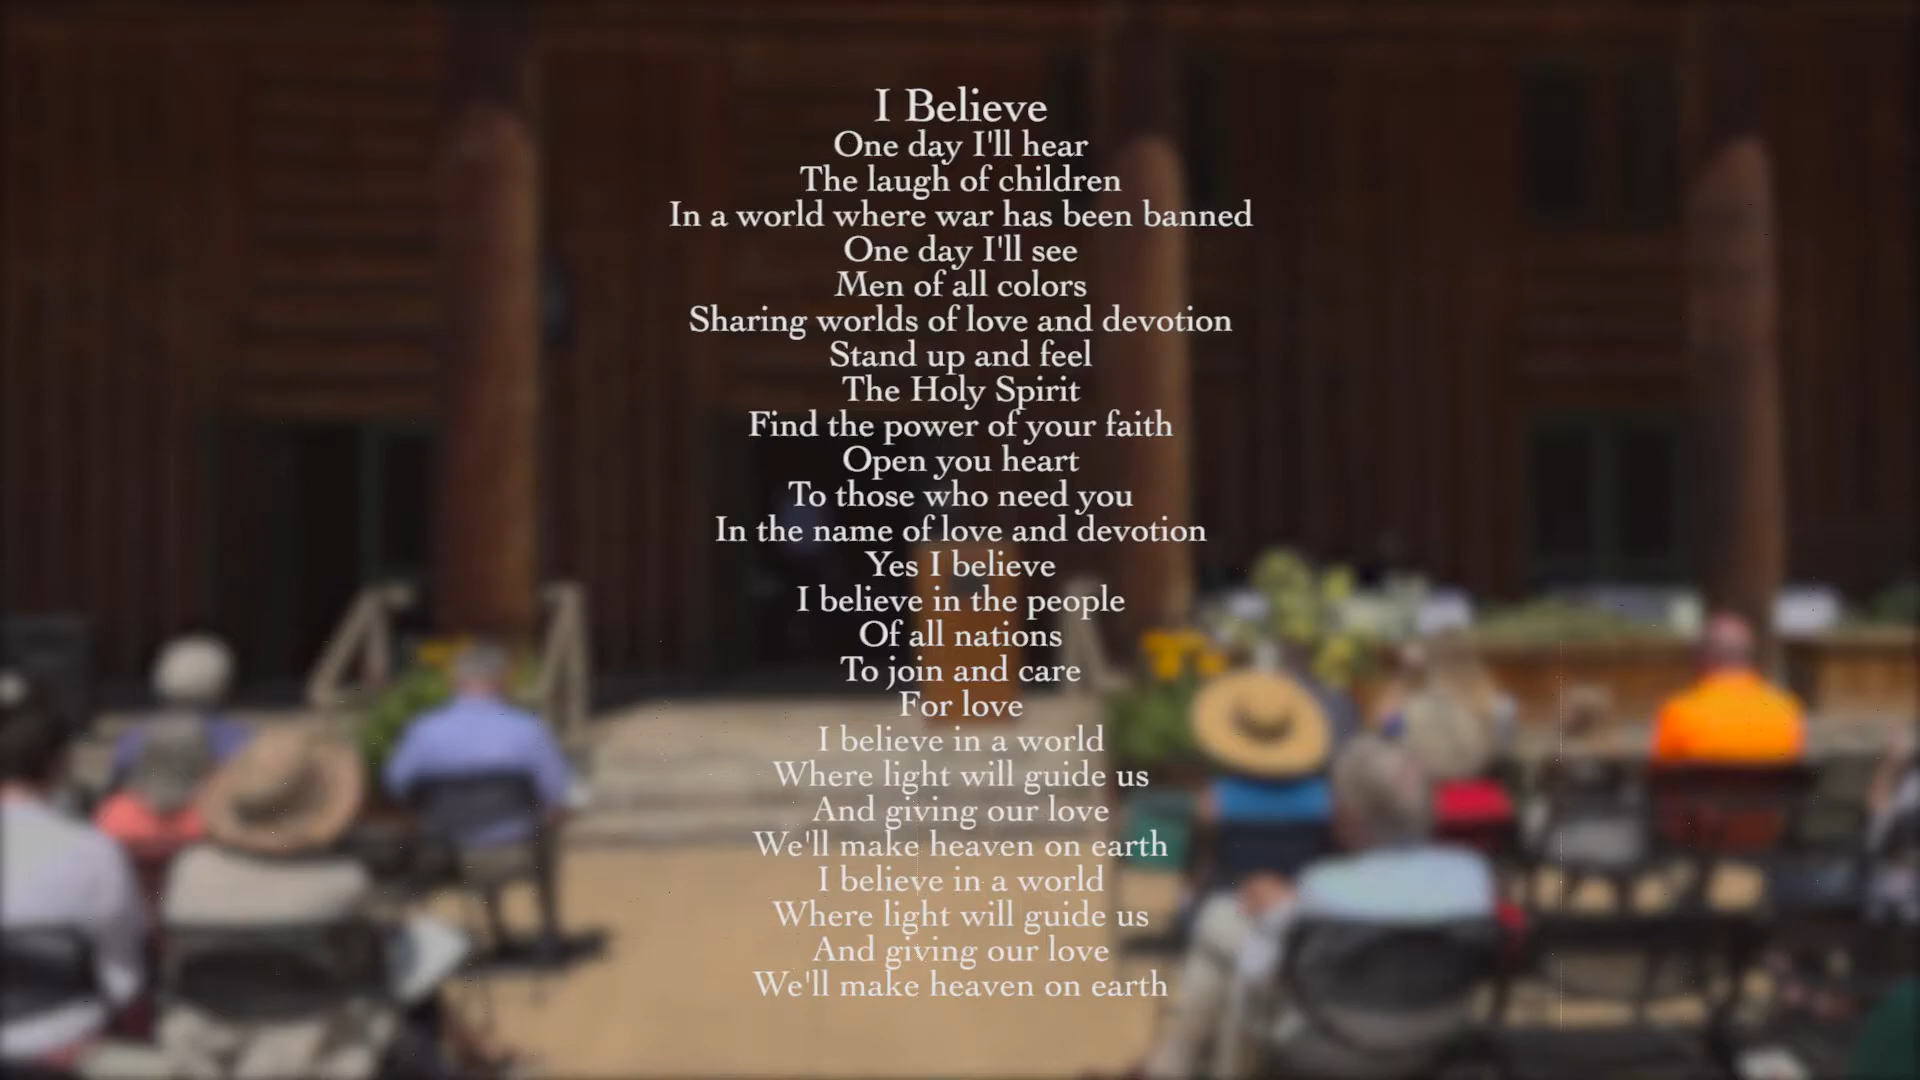 I Believe
One day I'll hear
The laugh of children
In a world where war has been banned
One day I'll see
Men of all colors
Sharing worlds of love and devotion
Stand up and feel
The Holy Spirit
Find the power of your faith
Open you heart
To those who need you
In the name of love and devotion
Yes I believe
I believe in the people
Of all nations
To join and care
For love
I believe in a world
Where light will guide us
And giving our love
We'll make heaven on earth
I believe in a world
Where light will guide us
And giving our love
We'll make heaven on earth